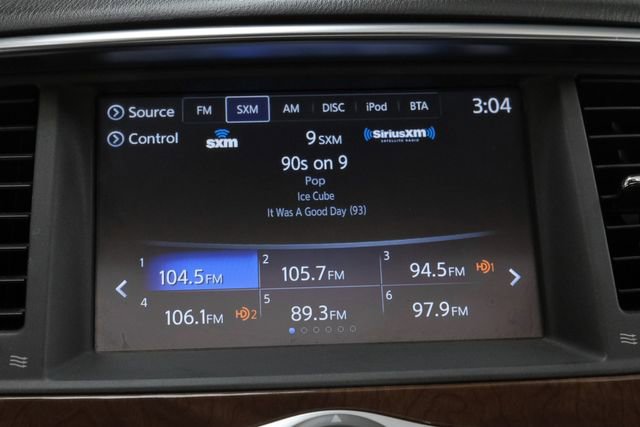 Source FM SXM AM DISC iPod BTA 3:04
Control sxm 9 SXM ((SiriusXM))
SATELLITE RADIO
90s on 9
Pop
Ice Cube
It Was A Good Day (93)
1 104.5FM 2 105.7FM 3 94.5FM HD1
4 106.1FM HD2 5 89.3FM 6 97.9FM